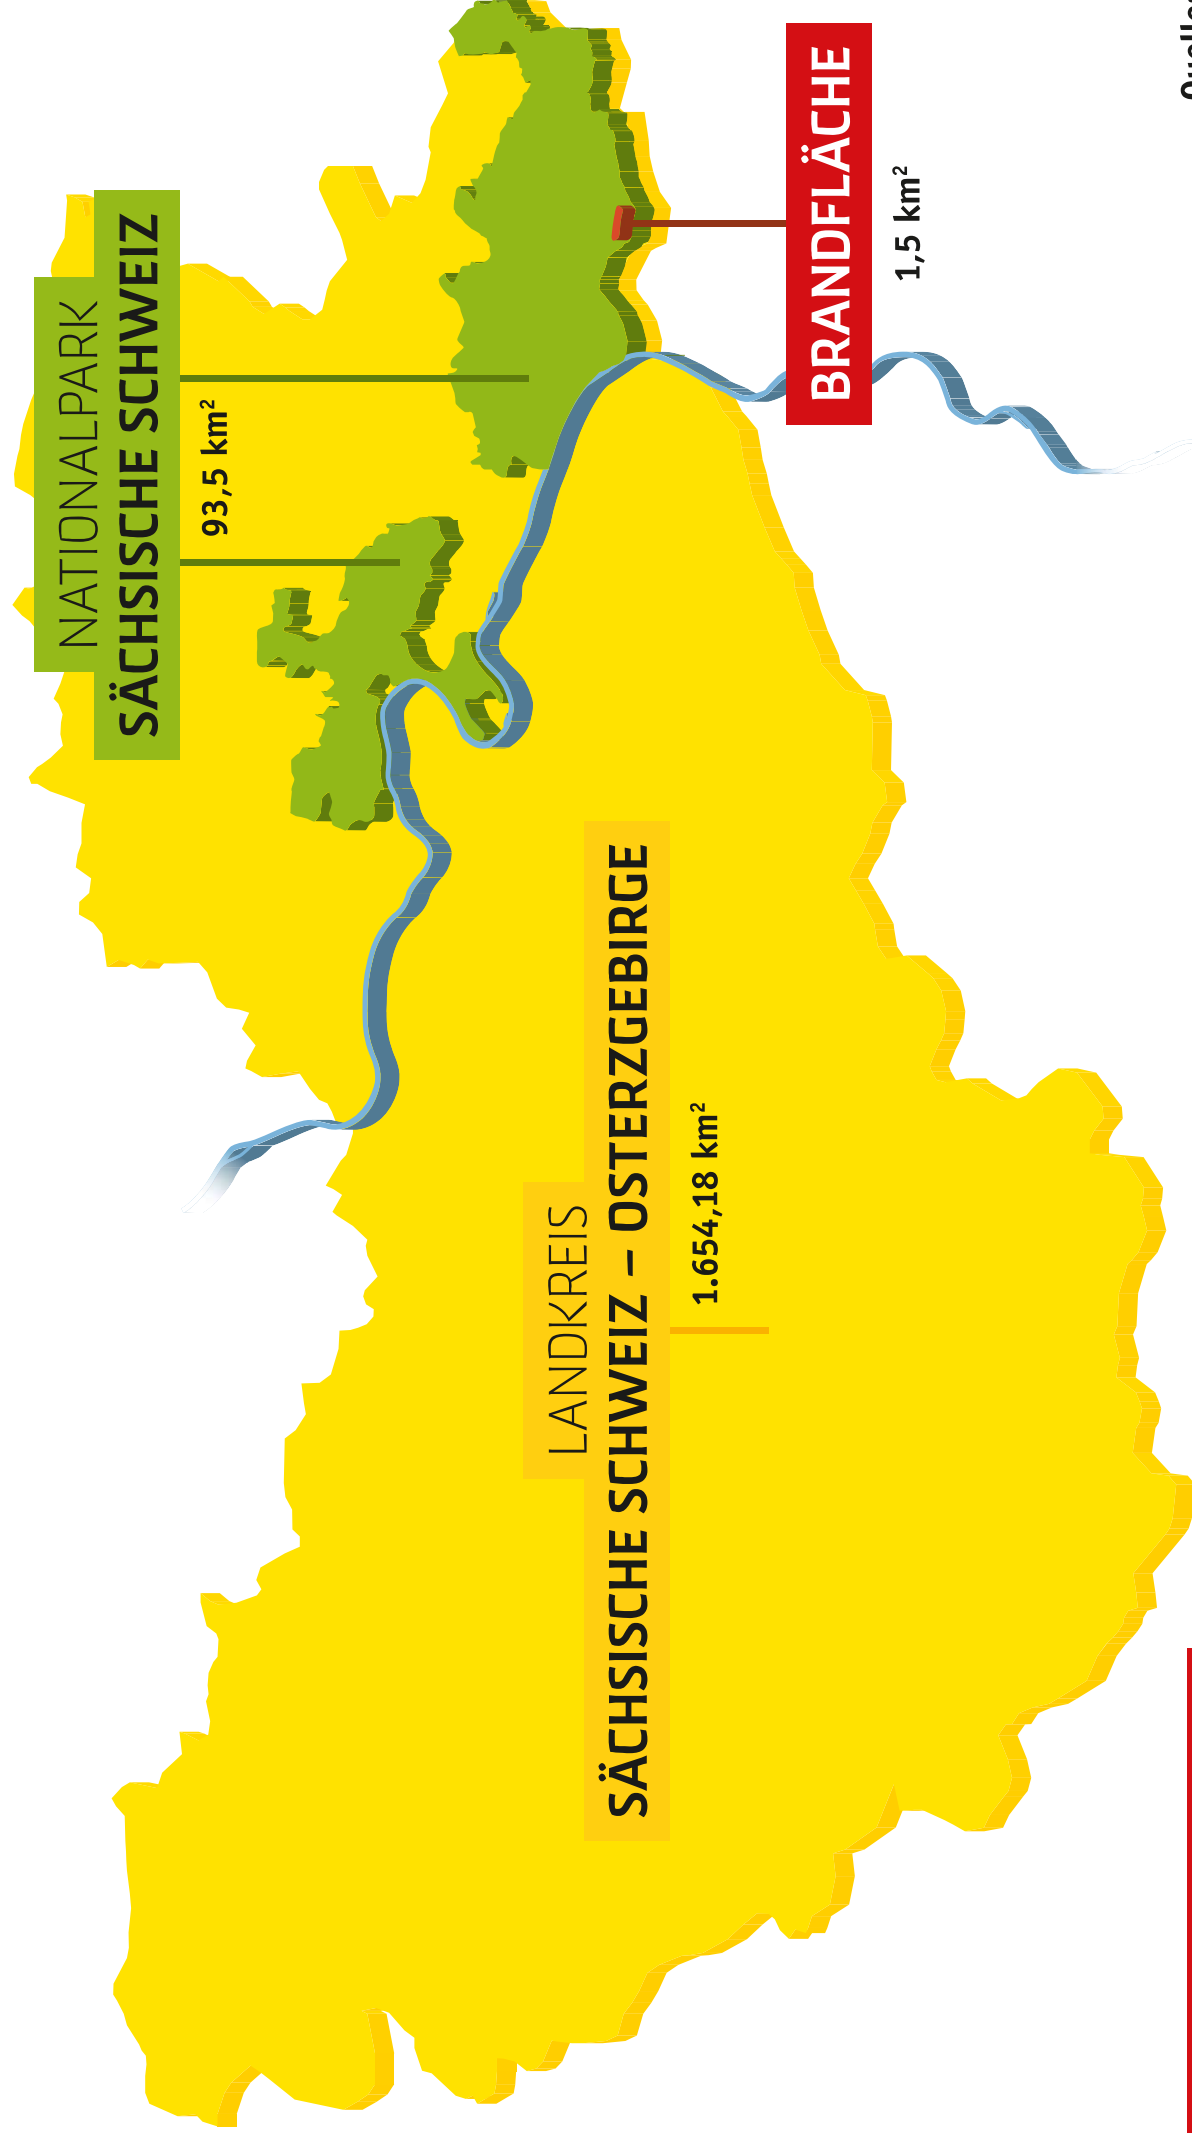 NATIONALPARK
SÄCHSISCHE SCHWEIZ
93,5 km²
LANDKREIS
SÄCHSISCHE SCHWEIZ – OSTERZGEBIRGE
1.654,18 km²
BRANDFLÄCHE
1,5 km²